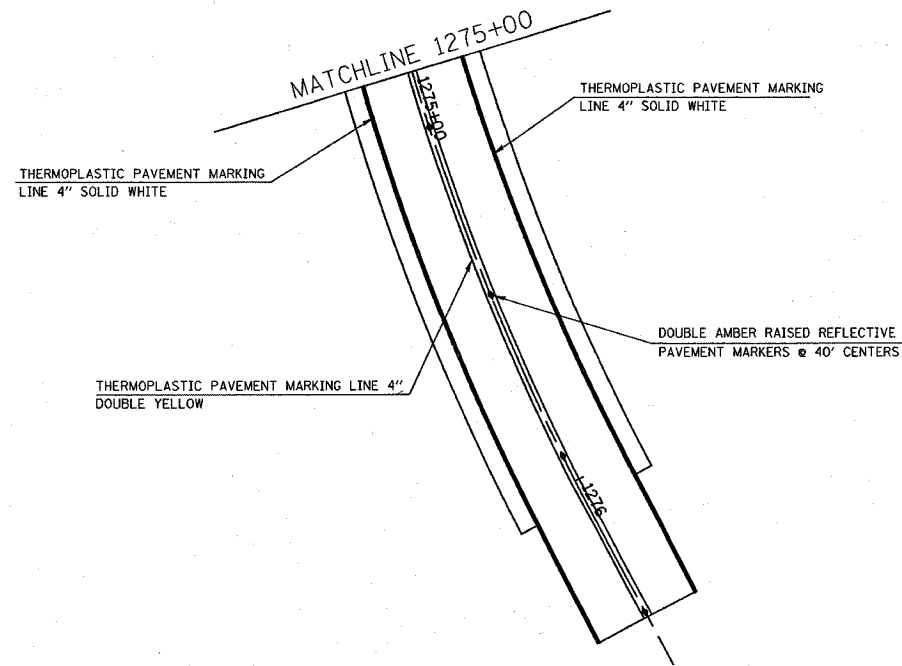 MATCHLINE 1275+00
1275+00
THERMOPLASTIC PAVEMENT MARKING
LINE 4" SOLID WHITE
THERMOPLASTIC PAVEMENT MARKING
LINE 4" SOLID WHITE
DOUBLE AMBER RAISED REFLECTIVE
PAVEMENT MARKERS @ 40' CENTERS
THERMOPLASTIC PAVEMENT MARKING LINE 4"
DOUBLE YELLOW
1276